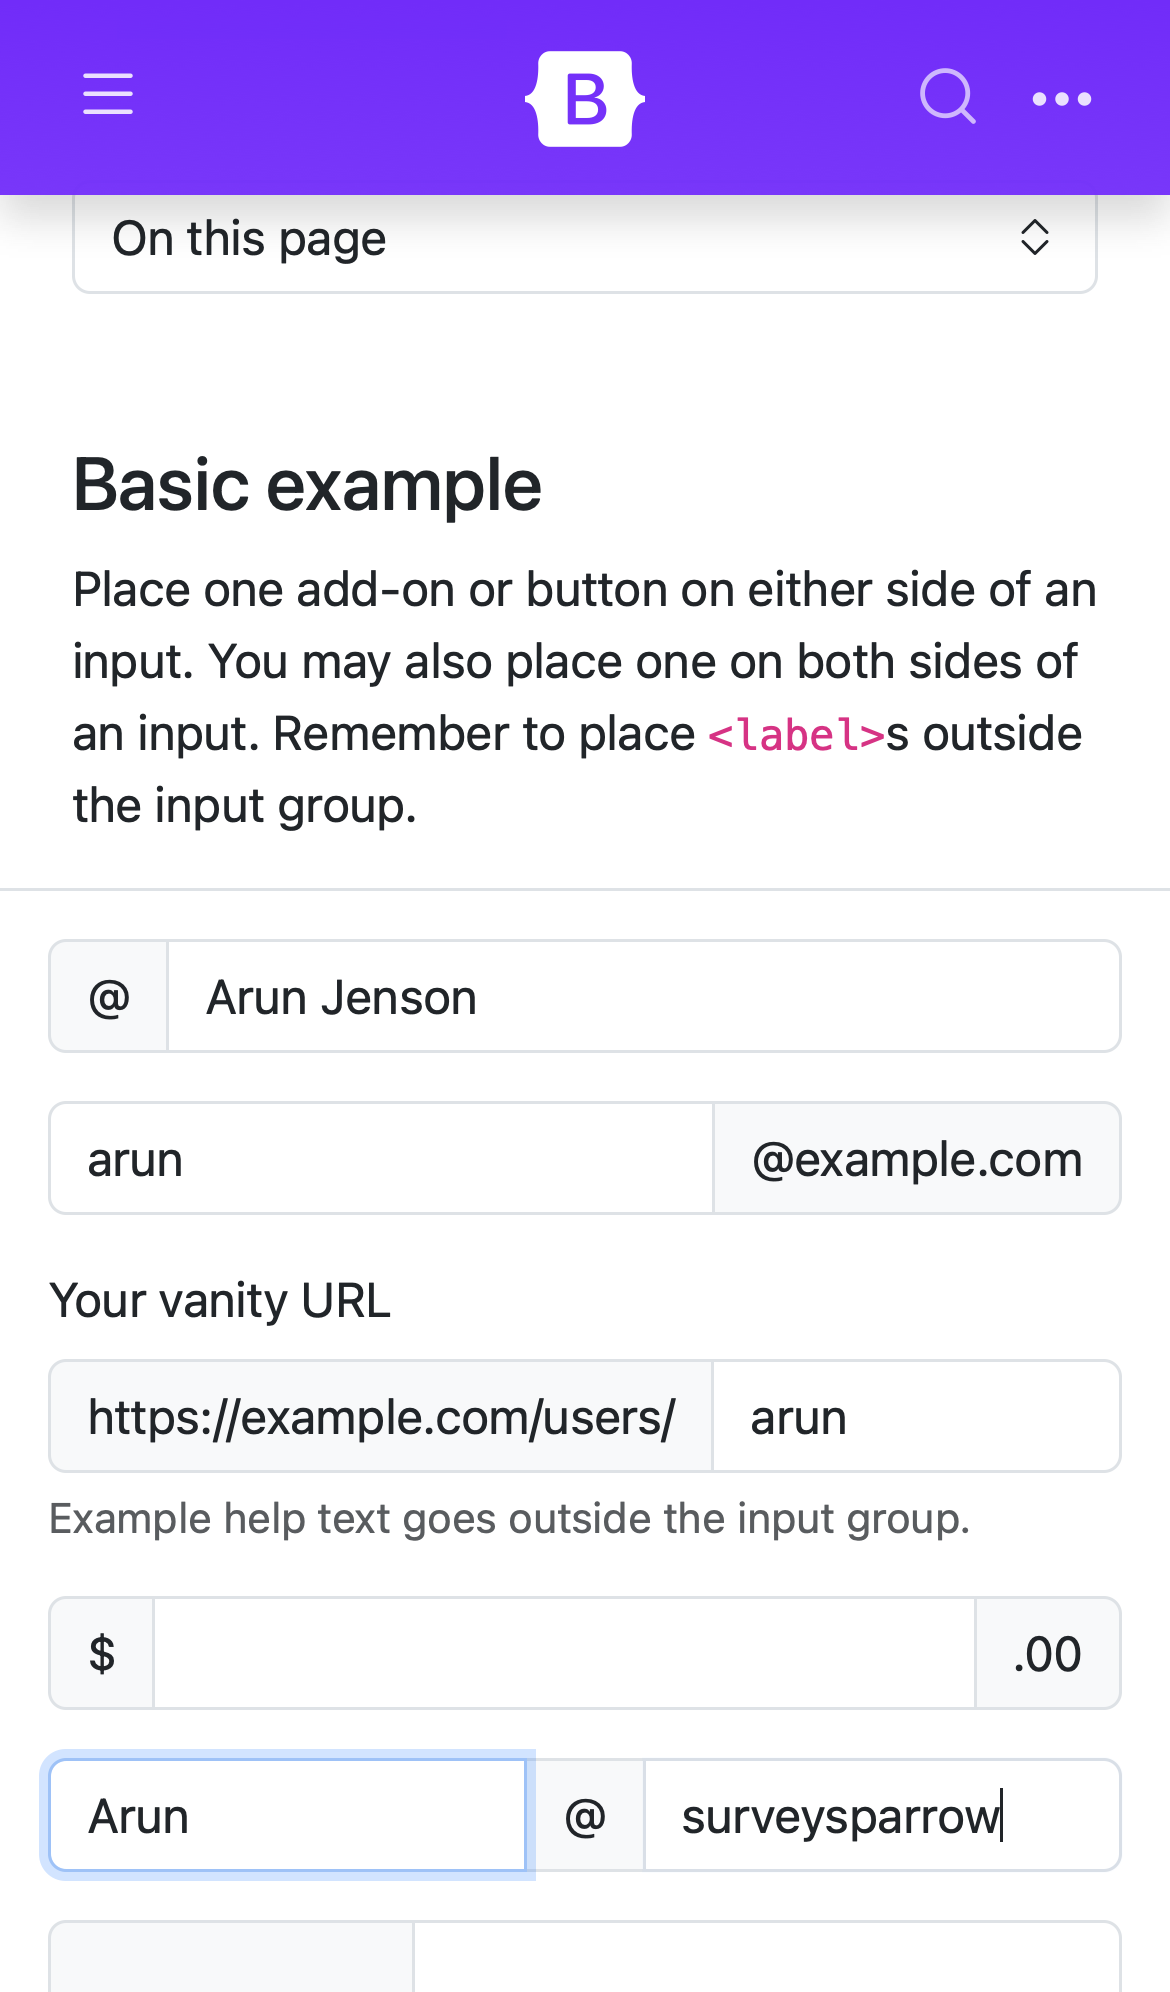 B
On this page
Basic example
Place one add-on or button on either side of an
input. You may also place one on both sides of
an input. Remember to place <label>s outside
the input group.
@ Arun Jenson
arun @example.com
Your vanity URL
https://example.com/users/ arun
Example help text goes outside the input group.
$ .00
Arun @ surveysparrow